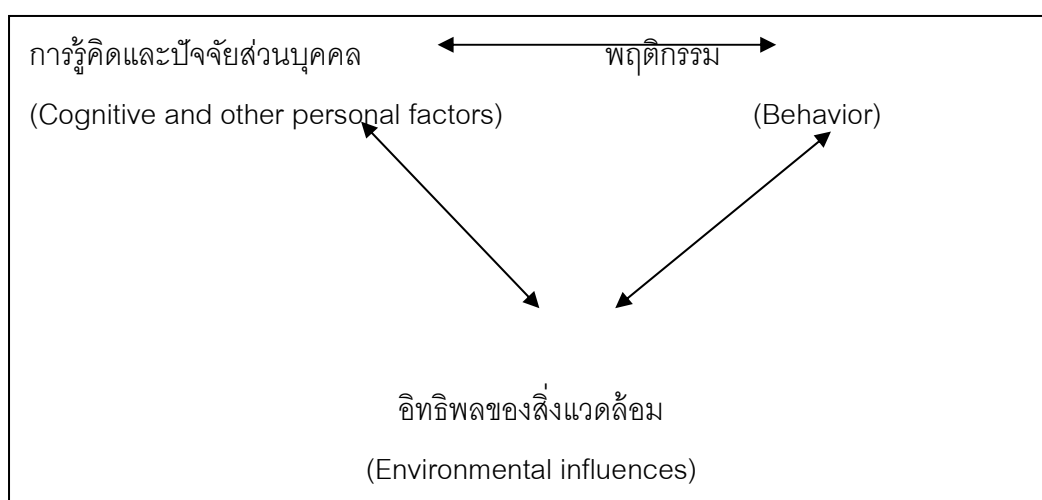 การรู้คิดและปัจจัยส่วนบุคคล พฤติกรรม
(Cognitive and other personal factors) (Behavior)
อิทธิพลของสิ่งแวดล้อม
(Environmental influences)